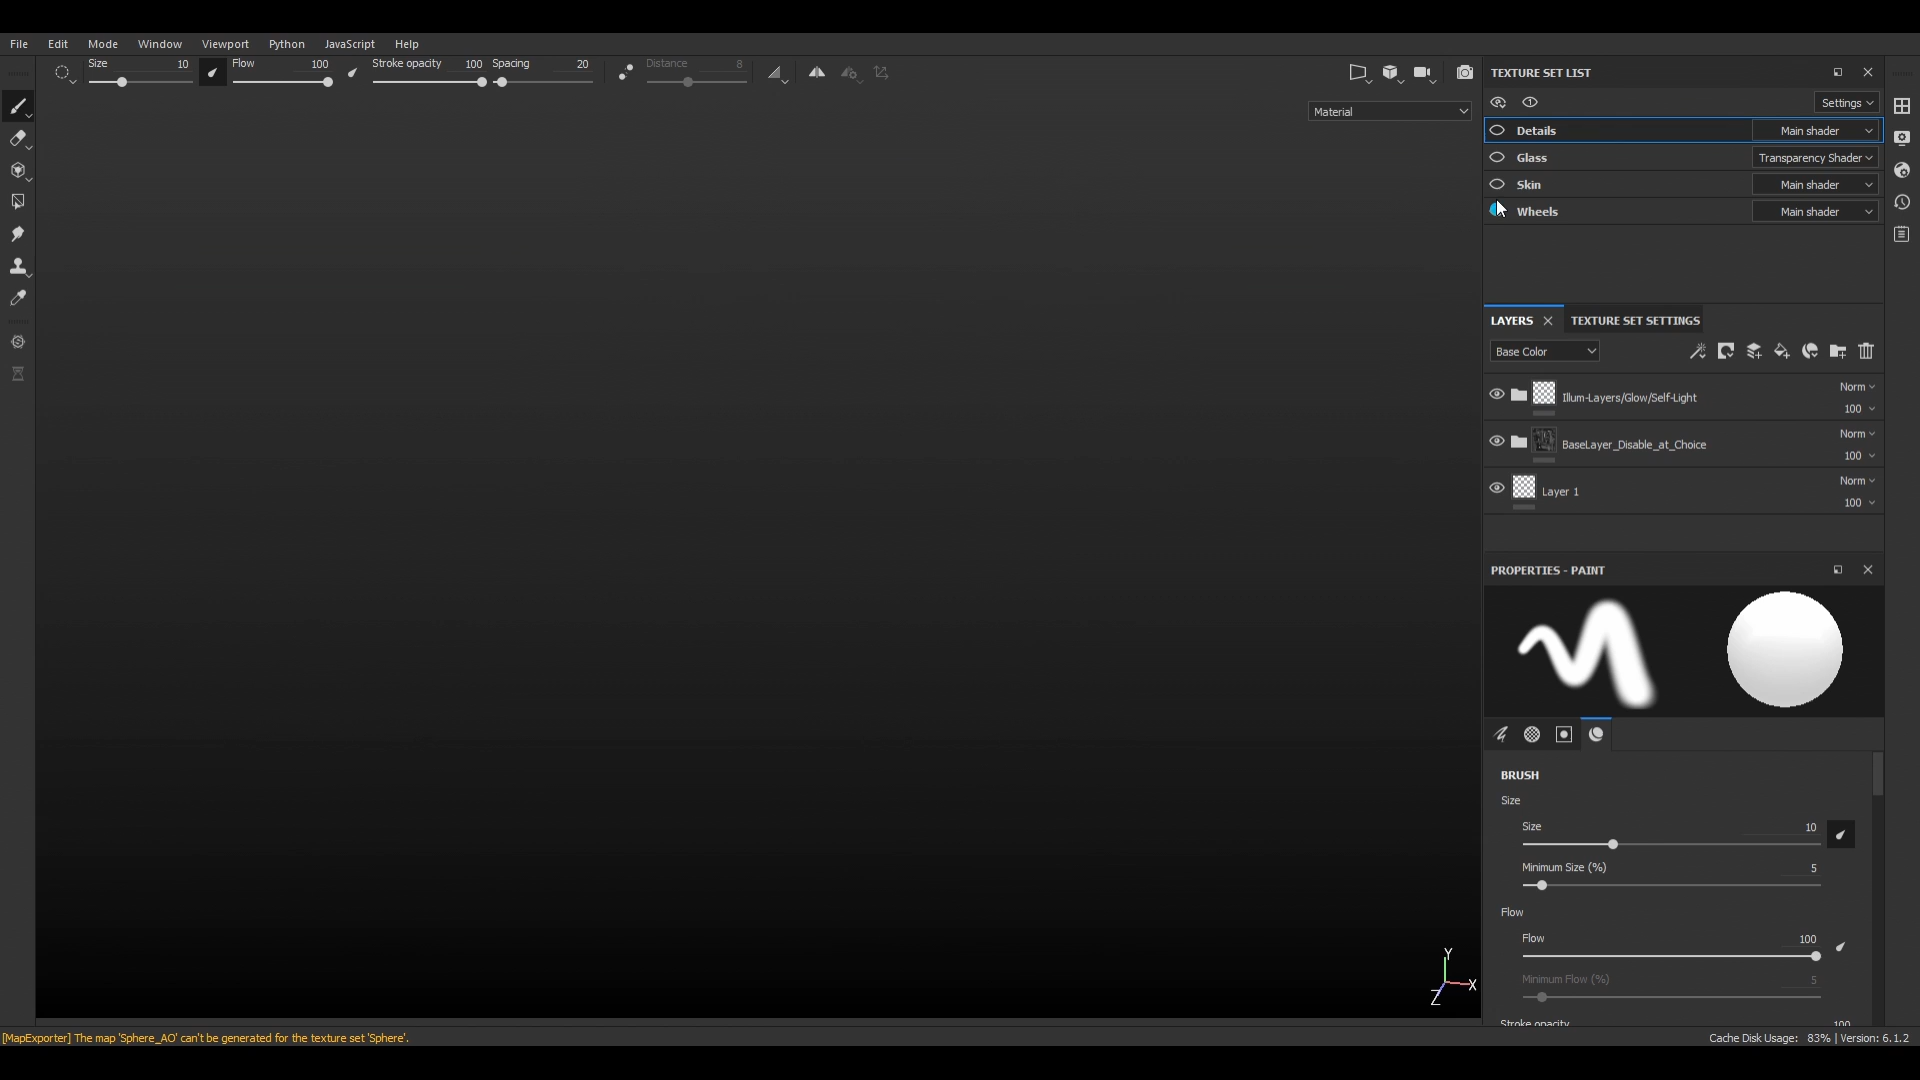 File Edit Mode Window Viewport Python JavaScript Help
Size 10 Flow 100 Stroke opacity 100 Spacing 20 Distance 8
Material
TEXTURE SET LIST
Settings
Details Main shader
Glass Transparency Shader
Skin Main shader
Wheels Main shader
LAYERS TEXTURE SET SETTINGS
Base Color
Illum-Layers/Glow/Self-Light Norm
100
BaseLayer_Disable_at_Choice Norm
100
Layer 1 Norm
100
PROPERTIES - PAINT
BRUSH
Size
Size 10
Minimum Size (%) 5
Flow
Flow 100
Minimum Flow (%) 5
Stroke opacity 100
Y
X
Z
[MapExporter] The map 'Sphere_AO' can't be generated for the texture set 'Sphere'.
Cache Disk Usage: 83% | Version: 6.1.2